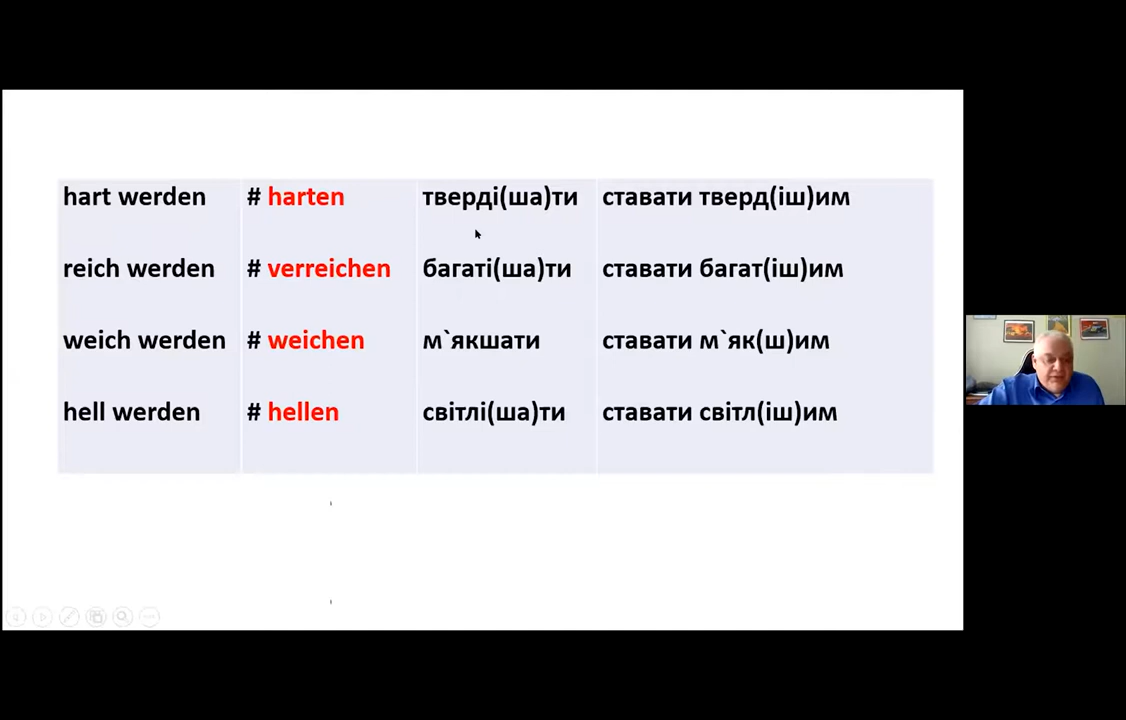 hart werden # harten тверді(ша)ти ставати тверд(іш)им
reich werden # verreichen багаті(ша)ти ставати багат(іш)им
weich werden # weichen м`якшати ставати м`як(ш)им
hell werden # hellen світлі(ша)ти ставати світл(іш)им